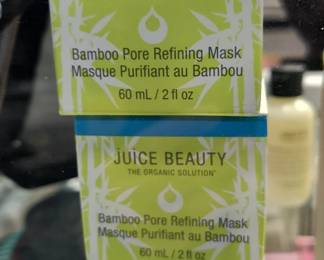 Bamboo Pore Refining Mask
Masque Purifiant au Bambou
60 mL / 2 fl oz
JUICE BEAUTY
THE ORGANIC SOLUTION
Bamboo Pore Refining Mask
Masque Purifiant au Bambou
60 mL / 2 fl oz